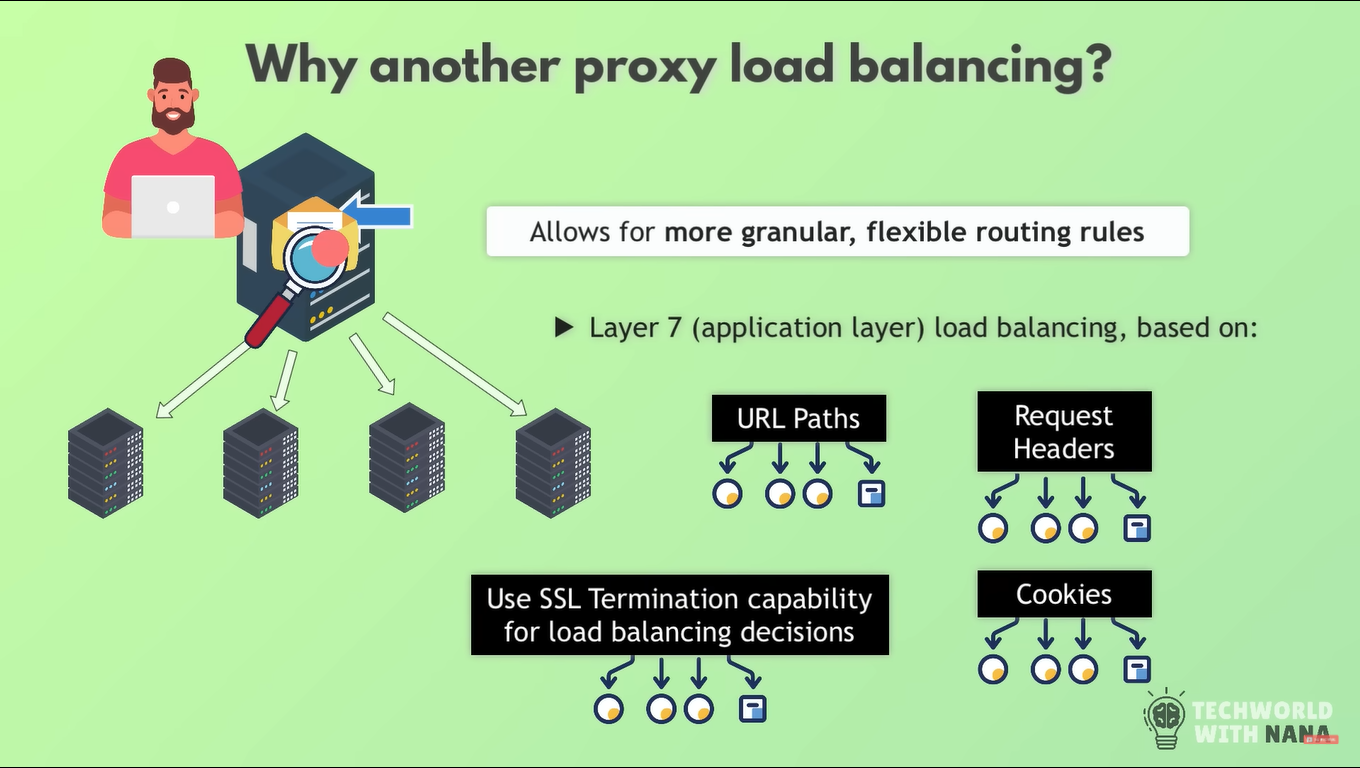 Why another proxy load balancing?
Allows for more granular, flexible routing rules
▶ Layer 7 (application layer) load balancing, based on:
URL Paths
Request
Headers
Use SSL Termination capability
for load balancing decisions
Cookies
TECHWORLD
WITH NANA